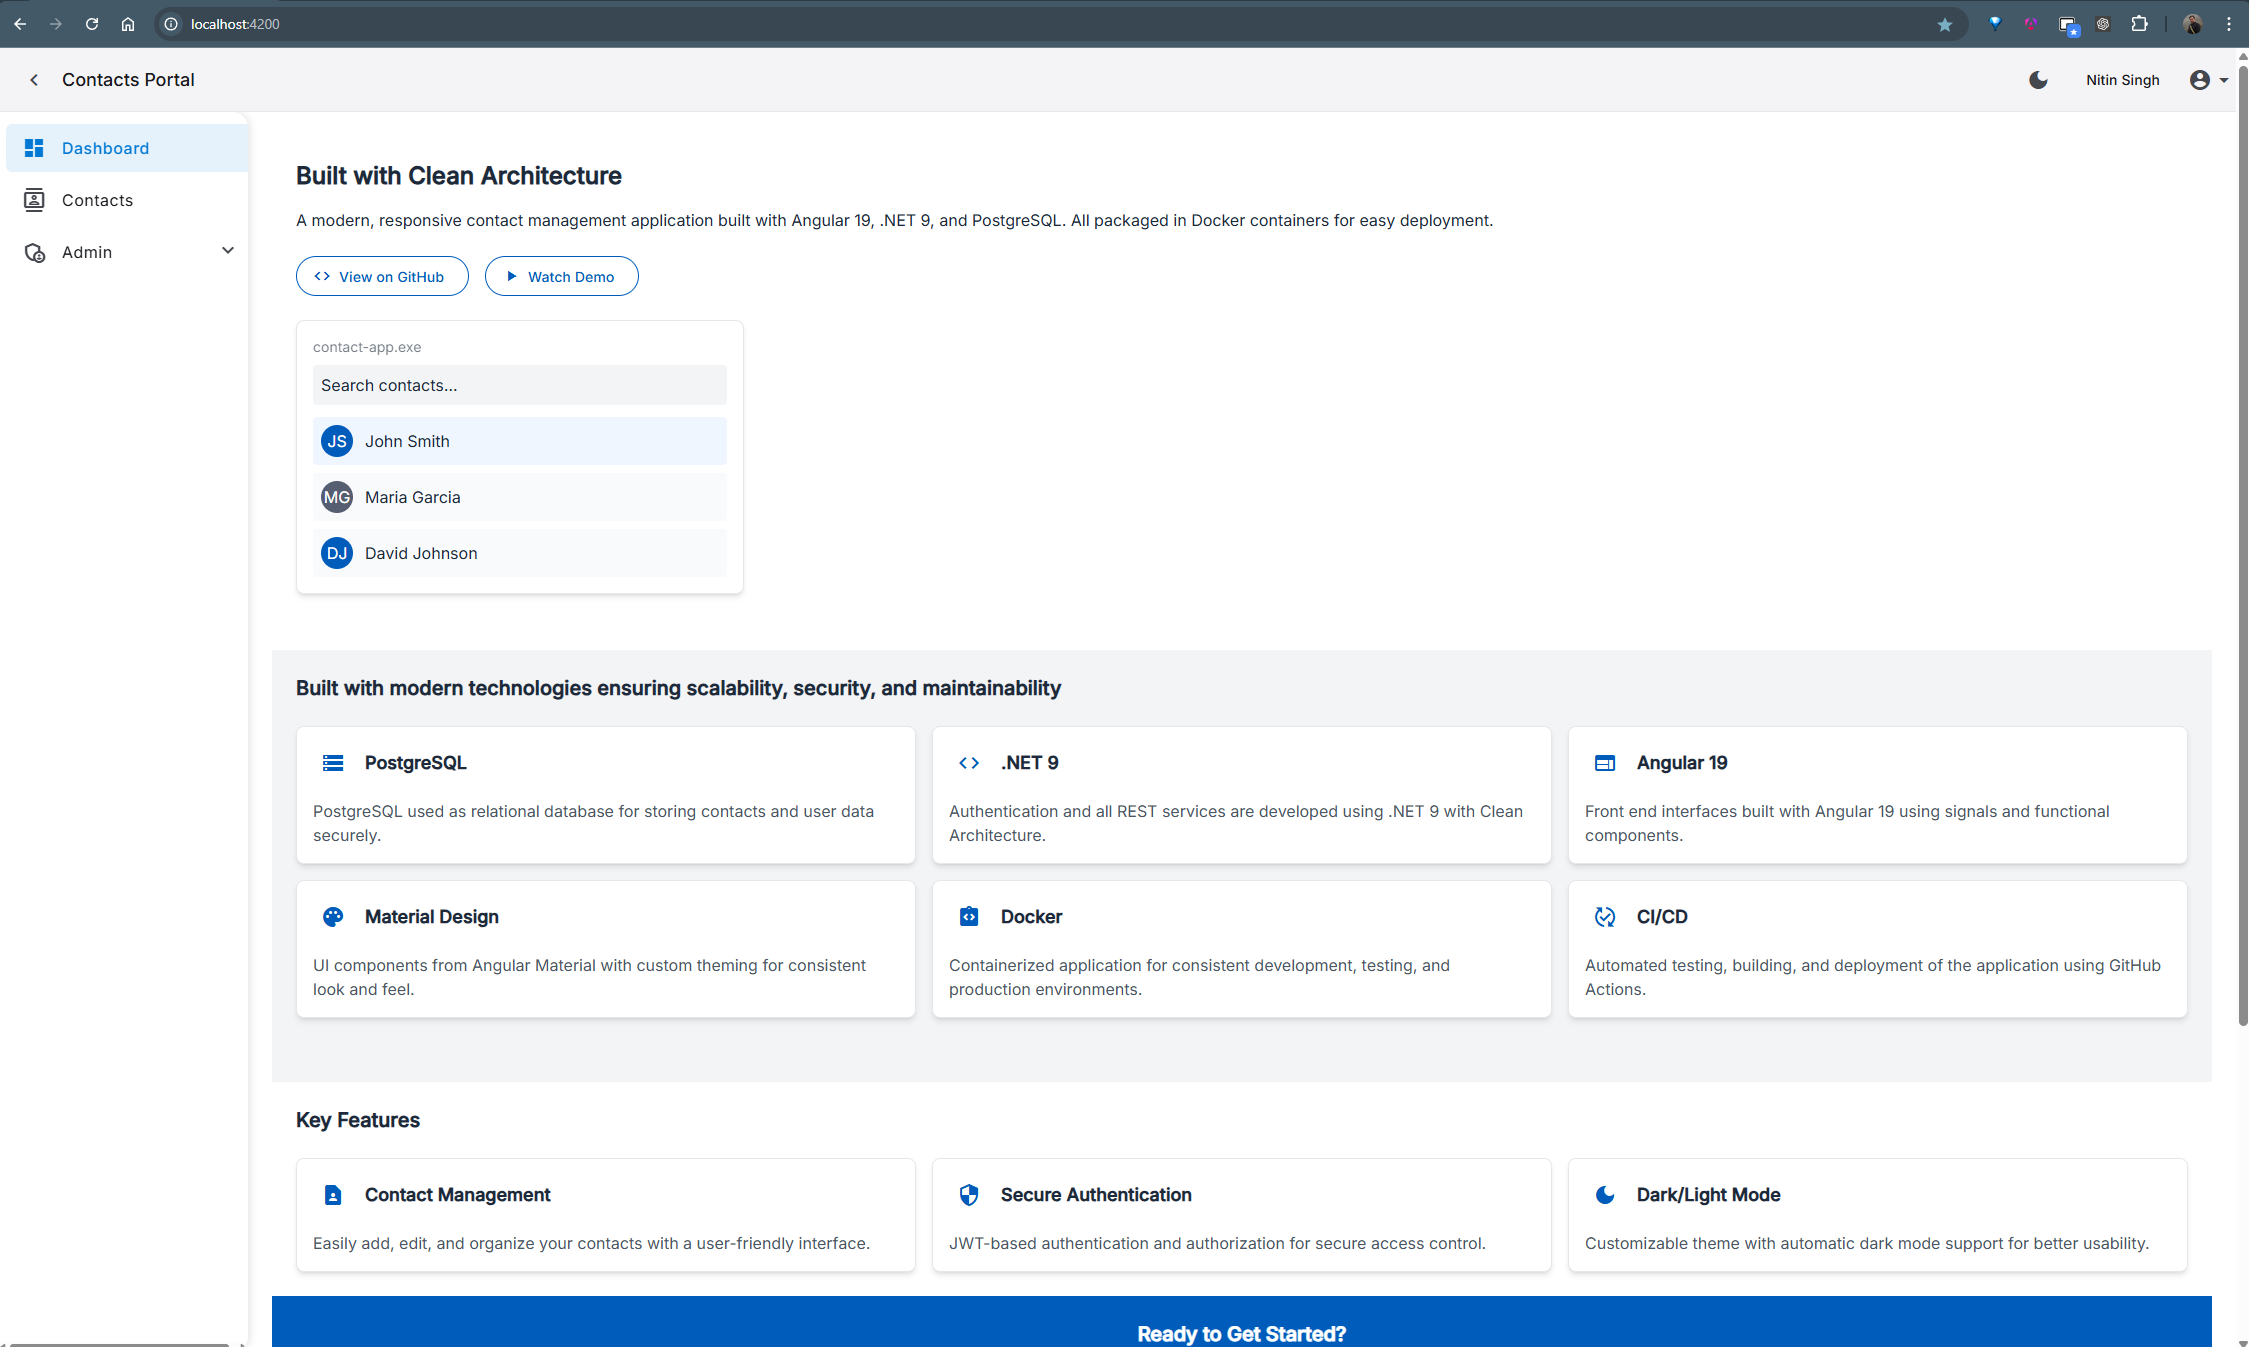 localhost:4200
Contacts Portal
Nitin Singh
Dashboard
Contacts
Admin
Built with Clean Architecture
A modern, responsive contact management application built with Angular 19, .NET 9, and PostgreSQL. All packaged in Docker containers for easy deployment.
View on GitHub
Watch Demo
contact-app.exe
Search contacts...
JS John Smith
MG Maria Garcia
DJ David Johnson
Built with modern technologies ensuring scalability, security, and maintainability
PostgreSQL
PostgreSQL used as relational database for storing contacts and user data
securely.
.NET 9
Authentication and all REST services are developed using .NET 9 with Clean
Architecture.
Angular 19
Front end interfaces built with Angular 19 using signals and functional
components.
Material Design
UI components from Angular Material with custom theming for consistent
look and feel.
Docker
Containerized application for consistent development, testing, and
production environments.
CI/CD
Automated testing, building, and deployment of the application using GitHub
Actions.
Key Features
Contact Management
Easily add, edit, and organize your contacts with a user-friendly interface.
Secure Authentication
JWT-based authentication and authorization for secure access control.
Dark/Light Mode
Customizable theme with automatic dark mode support for better usability.
Ready to Get Started?